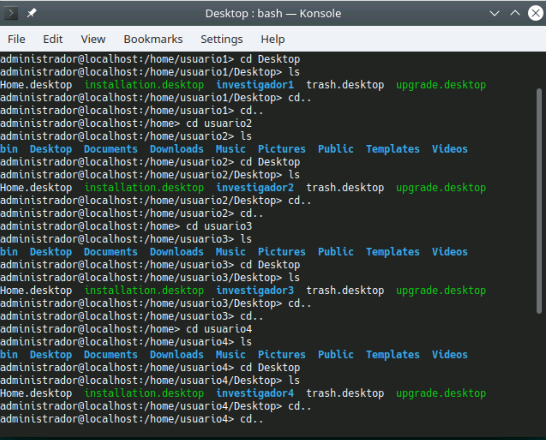 Desktop : bash — Konsole
File Edit View Bookmarks Settings Help
administrador@localhost:/home/usuario1> cd Desktop
administrador@localhost:/home/usuario1/Desktop> ls
Home.desktop installation.desktop investigador1 trash.desktop upgrade.desktop
administrador@localhost:/home/usuario1/Desktop> cd..
administrador@localhost:/home/usuario1> cd..
administrador@localhost:/home> cd usuario2
administrador@localhost:/home/usuario2> ls
bin Desktop Documents Downloads Music Pictures Public Templates Videos
administrador@localhost:/home/usuario2> cd Desktop
administrador@localhost:/home/usuario2/Desktop> ls
Home.desktop installation.desktop investigador2 trash.desktop upgrade.desktop
administrador@localhost:/home/usuario2/Desktop> cd..
administrador@localhost:/home/usuario2> cd..
administrador@localhost:/home> cd usuario3
administrador@localhost:/home/usuario3> ls
bin Desktop Documents Downloads Music Pictures Public Templates Videos
administrador@localhost:/home/usuario3> cd Desktop
administrador@localhost:/home/usuario3/Desktop> ls
Home.desktop installation.desktop investigador3 trash.desktop upgrade.desktop
administrador@localhost:/home/usuario3/Desktop> cd..
administrador@localhost:/home/usuario3> cd..
administrador@localhost:/home> cd usuario4
administrador@localhost:/home/usuario4> ls
bin Desktop Documents Downloads Music Pictures Public Templates Videos
administrador@localhost:/home/usuario4> cd Desktop
administrador@localhost:/home/usuario4/Desktop> ls
Home.desktop installation.desktop investigador4 trash.desktop upgrade.desktop
administrador@localhost:/home/usuario4/Desktop> cd..
administrador@localhost:/home/usuario4> cd..